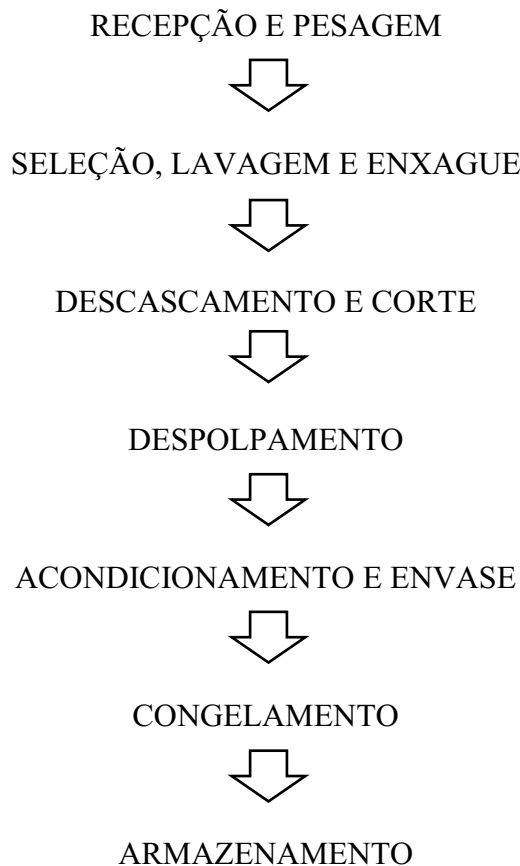 RECEPÇÃO E PESAGEM
SELEÇÃO, LAVAGEM E ENXAGUE
DESCASCAMENTO E CORTE
DESPOLPAMENTO
ACONDICIONAMENTO E ENVASE
CONGELAMENTO
ARMAZENAMENTO